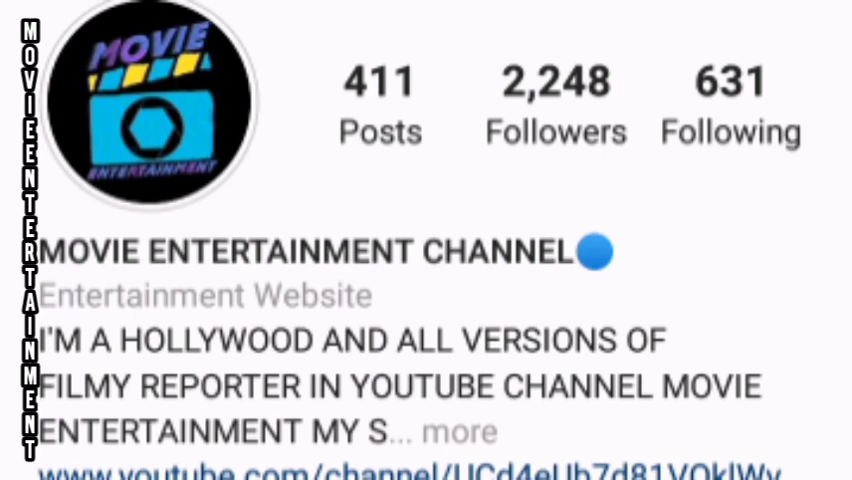 MOVIEENTERTAINMENT
MOVIE
ENTERTAINMENT
411 2,248 631
Posts Followers Following
MOVIE ENTERTAINMENT CHANNEL
Entertainment Website
I'M A HOLLYWOOD AND ALL VERSIONS OF
FILMY REPORTER IN YOUTUBE CHANNEL MOVIE
ENTERTAINMENT MY S... more